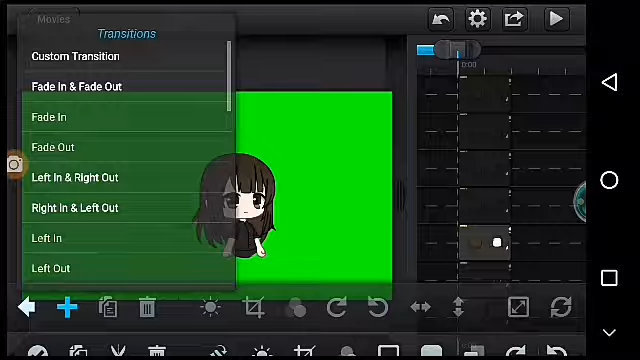 Movies
Transitions
Custom Transition
Fade In & Fade Out
0:00
Fade In
Fade Out
Left In & Right Out
Right In & Left Out
Left In
Left Out